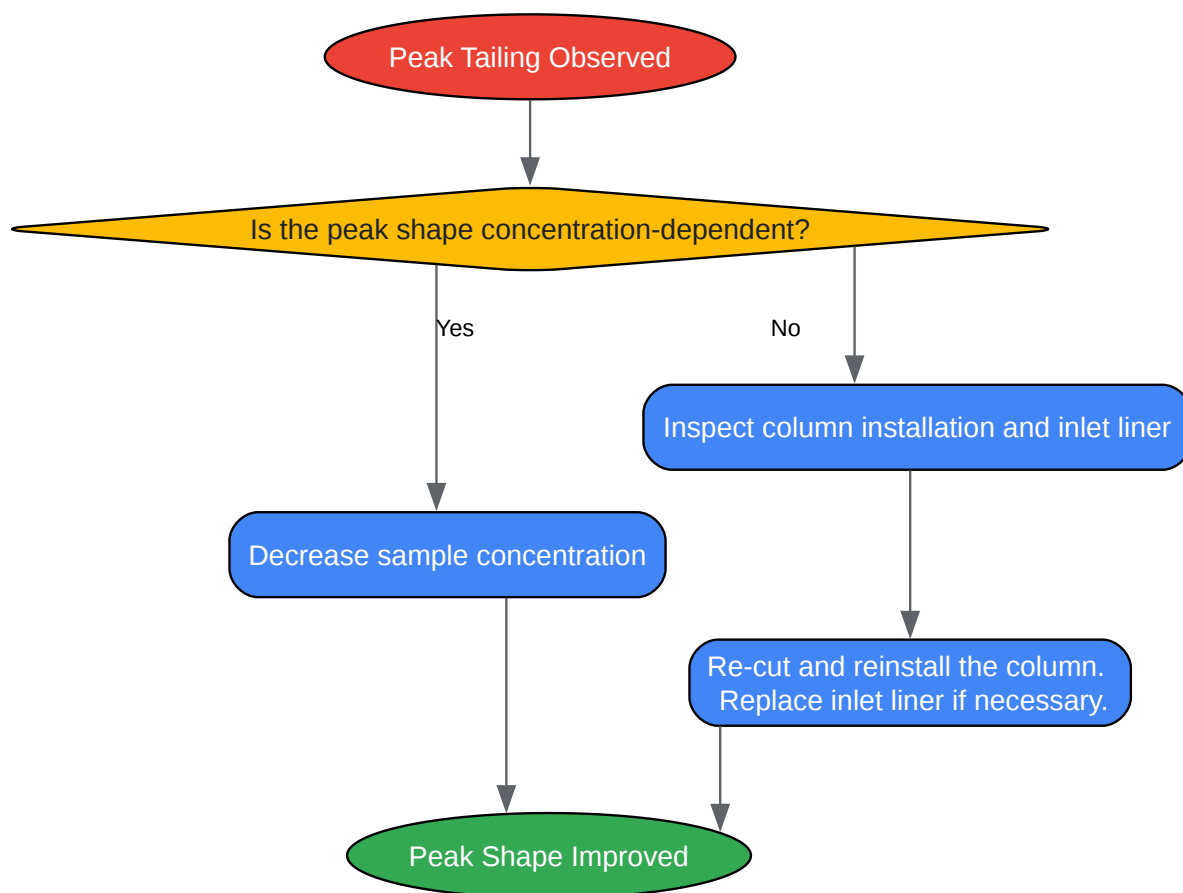 Peak Tailing Observed
Is the peak shape concentration-dependent?
Yes
No
Inspect column installation and inlet liner
Decrease sample concentration
Re-cut and reinstall the column.
Replace inlet liner if necessary.
Peak Shape Improved